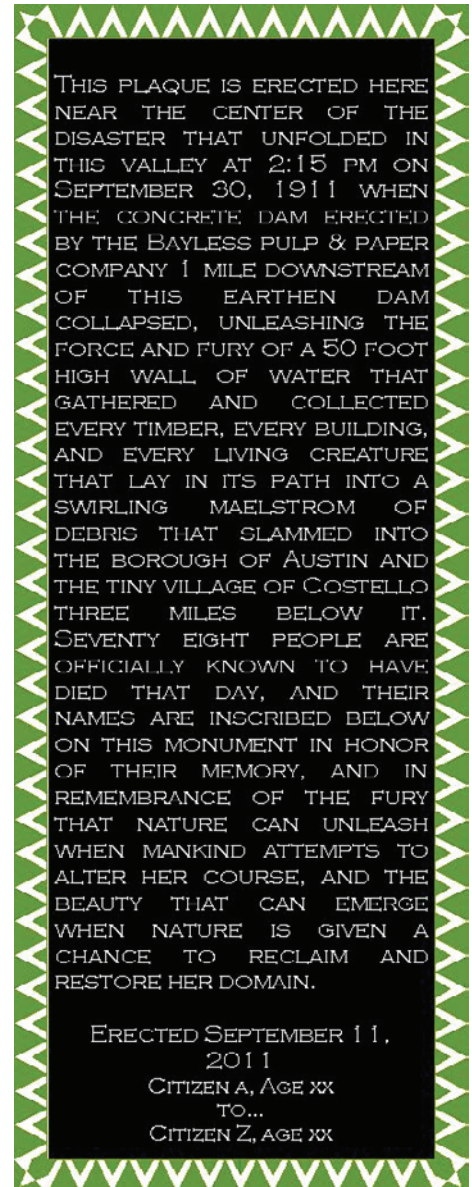 This plaque is erected here
near the center of the
disaster that unfolded in
this valley at 2:15 pm on
September 30, 1911 when
the concrete dam erected
by the Bayless pulp & paper
company 1 mile downstream
of this earthen dam
collapsed, unleashing the
force and fury of a 50 foot
high wall of water that
gathered and collected
every timber, every building,
and every living creature
that lay in its path into a
swirling maelstrom of
debris that slammed into
the borough of Austin and
the tiny village of Costello
three miles below it.
Seventy eight people are
officially known to have
died that day, and their
names are inscribed below
on this monument in honor
of their memory, and in
remembrance of the fury
that nature can unleash
when mankind attempts to
alter her course, and the
beauty that can emerge
when nature is given a
chance to reclaim and
restore her domain.
Erected September 11,
2011
Citizen a, Age xx
to...
Citizen Z, age xx